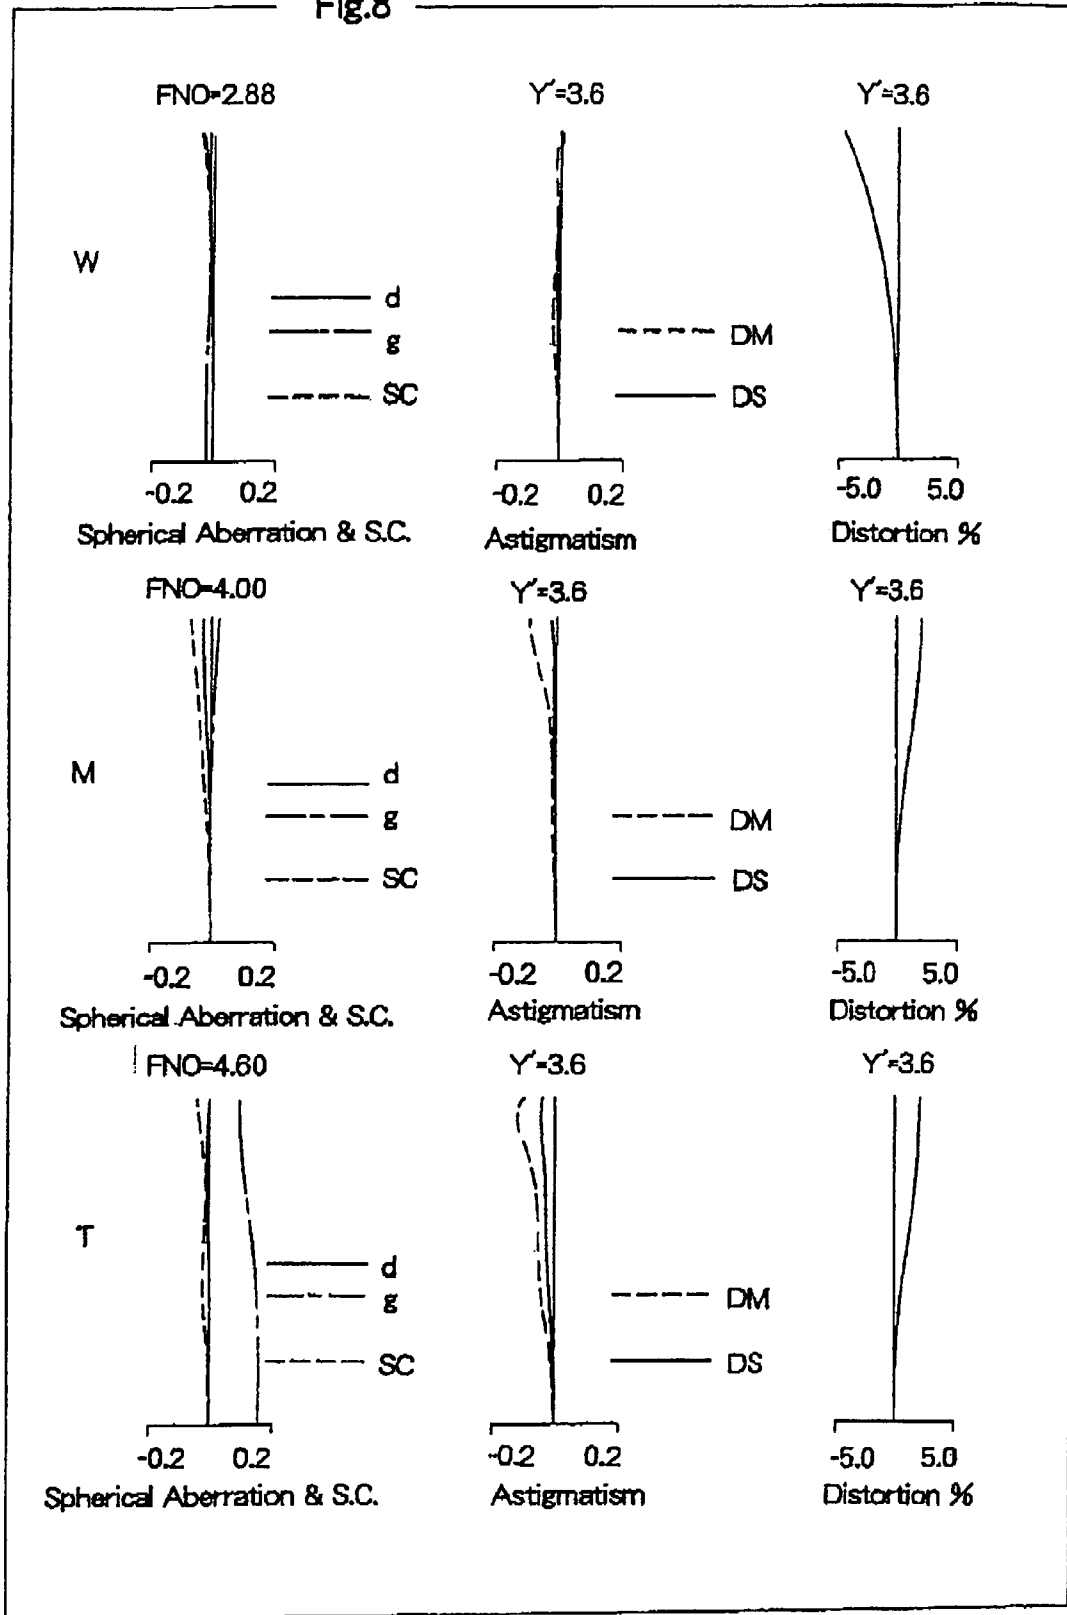 Fig.8
FNO=2.88 Y'=3.6 Y'=3.6
W
d
g
SC
DM
DS
-0.2 0.2 -0.2 0.2 -5.0 5.0
Spherical Aberration & S.C. Astigmatism Distortion %
FNO=4.00 Y'=3.6 Y'=3.6
M
d
g
SC
DM
DS
-0.2 0.2 -0.2 0.2 -5.0 5.0
Spherical Aberration & S.C. Astigmatism Distortion %
FNO=4.60 Y'=3.6 Y'=3.6
T
d
g
SC
DM
DS
-0.2 0.2 -0.2 0.2 -5.0 5.0
Spherical Aberration & S.C. Astigmatism Distortion %